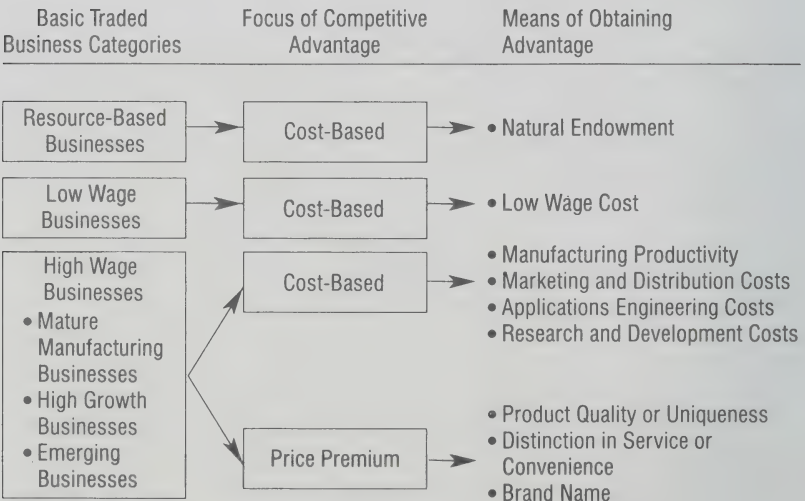 Basic Traded
Business Categories
Focus of Competitive
Advantage
Means of Obtaining
Advantage
Resource-Based
Businesses
Cost-Based
• Natural Endowment
Low Wage
Businesses
Cost-Based
• Low Wage Cost
High Wage
Businesses
• Mature
Manufacturing
Businesses
• High Growth
Businesses
• Emerging
Businesses
Cost-Based
• Manufacturing Productivity
• Marketing and Distribution Costs
• Applications Engineering Costs
• Research and Development Costs
Price Premium
• Product Quality or Uniqueness
• Distinction in Service or
Convenience
• Brand Name